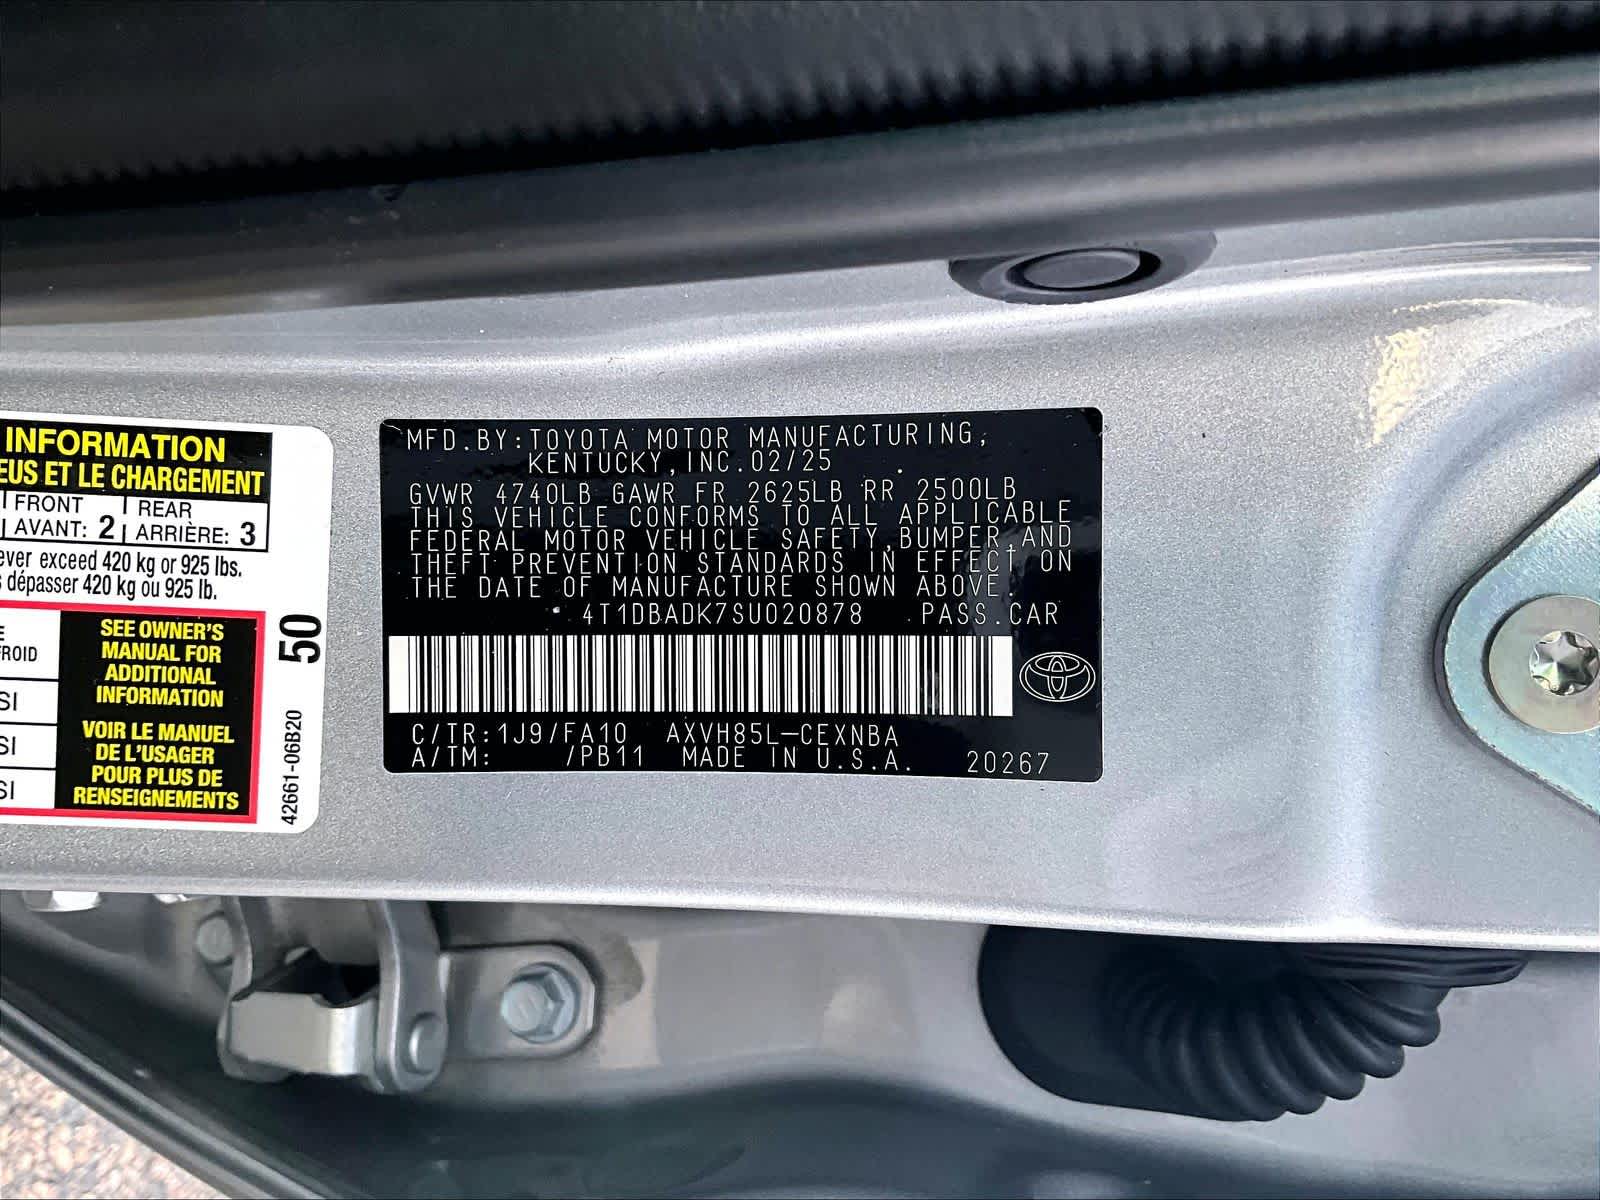 INFORMATION
EUS ET LE CHARGEMENT
FRONT
AVANT: 2
REAR
ARRIÈRE: 3
exceed 420 kg or 925 lbs.
dépasser 420 kg ou 925 lb.
SEE OWNER'S
MANUAL FOR
ADDITIONAL
INFORMATION
VOIR LE MANUEL
DE L'USAGER
POUR PLUS DE
RENSEIGNEMENTS
50
42661-06B20
MFD.BY:TOYOTA MOTOR MANUFACTURING,
KENTUCKY,INC.02/25
GVWR 4740LB GAWR FR 2625LB RR 2500LB
THIS VEHICLE CONFORMS TO ALL APPLICABLE
FEDERAL MOTOR VEHICLE SAFETY,BUMPER,AND
THEFT PREVENTION STANDARDS IN EFFECT ON
THE DATE OF MANUFACTURE SHOWN ABOVE.
4T1DBADK7SU020878 PASS.CAR
C/TR:1J9/FA10 AXVH85L-CEXNBA
A/TM: /PB11 MADE IN U.S.A. 20267